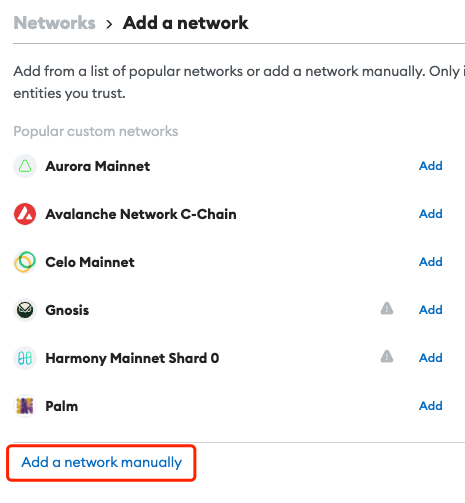 Networks > Add a network
Add from a list of popular networks or add a network manually. Only i
entities you trust.
Popular custom networks
Aurora Mainnet Add
Avalanche Network C-Chain Add
Celo Mainnet Add
Gnosis Add
Harmony Mainnet Shard 0 Add
Palm Add
Add a network manually